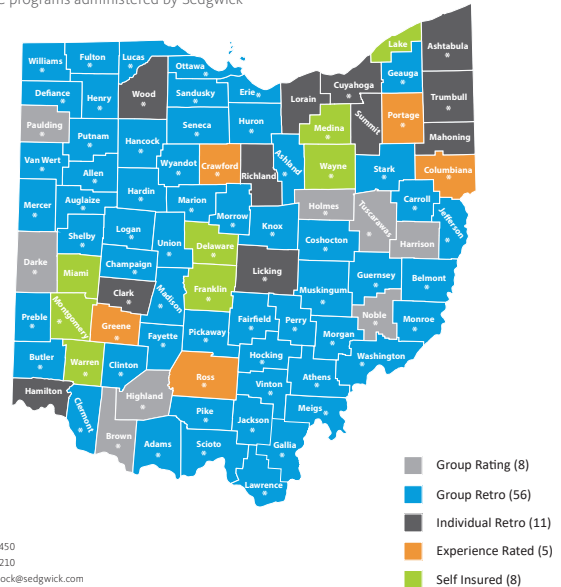 programs administered by Sedgwick
Lake
Ashtabula
Williams *
Fulton *
Lucas *
Ottawa *
Geauga *
Cuyahoga *
Defiance *
Henry *
Wood *
Sandusky *
Erie *
Lorain
Trumbull
Portage *
Summit
Paulding *
Putnam *
Hancock *
Seneca *
Huron *
Medina *
Mahoning
Van Wert *
Allen *
Wyandot *
Crawford *
Richland
Ashland *
Wayne *
Stark *
Columbiana *
Mercer *
Auglaize *
Hardin *
Marion *
Morrow *
Knox *
Holmes *
Tuscarawas *
Carroll *
Jefferson *
Shelby *
Logan *
Union *
Delaware *
Coshocton *
Harrison *
Darke *
Miami *
Champaign *
Licking *
Guernsey *
Belmont *
Clark *
Madison *
Franklin *
Muskingum *
Noble *
Monroe *
Preble *
Montgomery *
Greene *
Fayette *
Pickaway *
Fairfield *
Perry *
Morgan *
Washington *
Butler *
Warren *
Clinton *
Ross *
Hocking *
Athens *
Hamilton *
Clermont *
Highland *
Vinton *
Meigs *
Brown *
Adams *
Pike *
Scioto *
Jackson *
Gallia *
Lawrence *
Group Rating (8)
Group Retro (56)
Individual Retro (11)
Experience Rated (5)
Self Insured (8)
450
210
ock@sedgwick.com